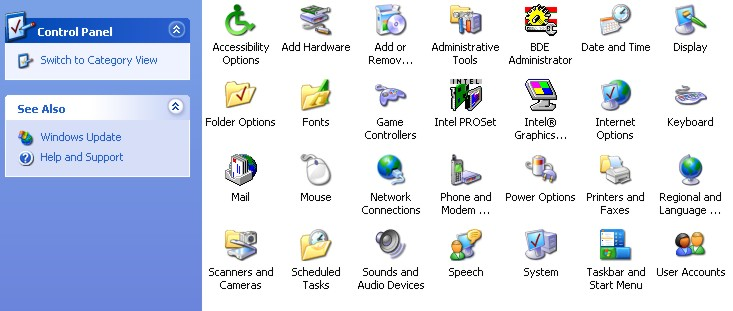 Control Panel
Switch to Category View
See Also
Windows Update
Help and Support
Accessibility
Options
Add Hardware
Add or
Remov...
Administrative
Tools
BDE
Administrator
Date and Time
Display
Folder Options
Fonts
Game
Controllers
INTEL
Intel PROSet
Intel®
Graphics...
Internet
Options
Keyboard
Mail
Mouse
Network
Connections
Phone and
Modem ...
Power Options
Printers and
Faxes
Regional and
Language ...
Scanners and
Cameras
Scheduled
Tasks
Sounds and
Audio Devices
Speech
System
Taskbar and
Start Menu
User Accounts